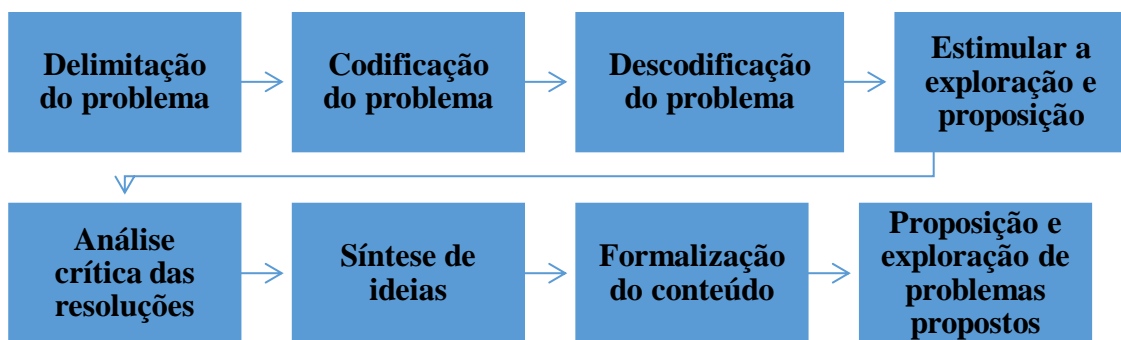 Delimitação
do problema
Codificação
do problema
Descodificação
do problema
Estimular a
exploração e
proposição
Análise
crítica das
resoluções
Síntese de
ideias
Formalização
do conteúdo
Proposição e
exploração de
problemas
propostos